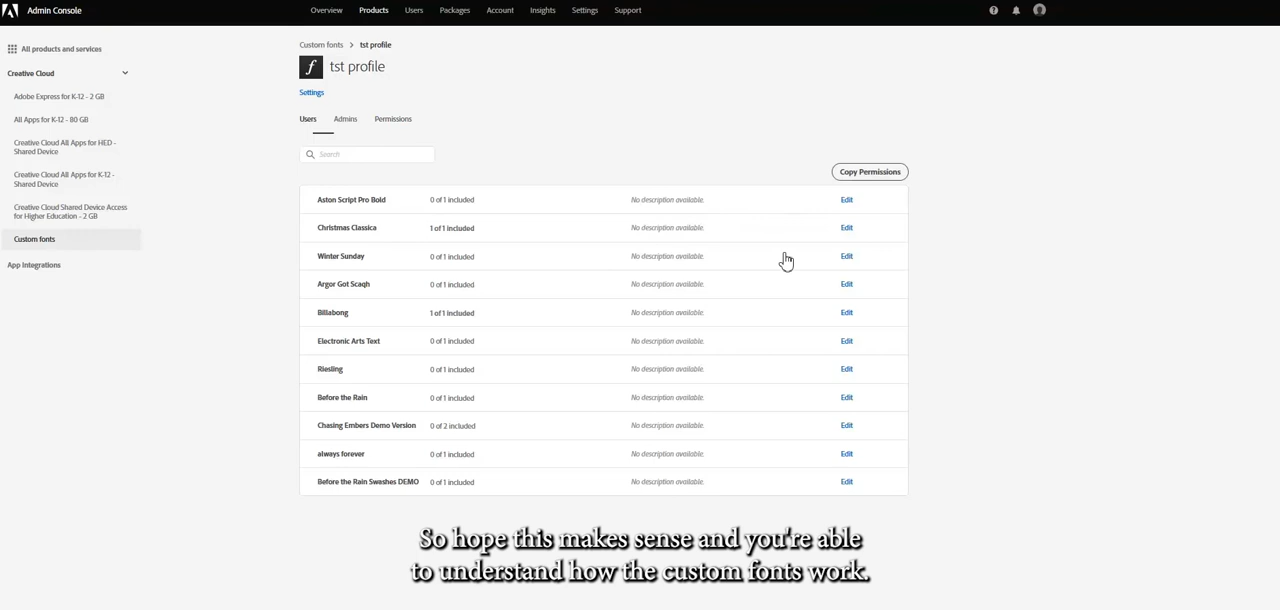 Admin Console
Overview Products Users Packages Account Insights Settings Support
All products and services
Creative Cloud
Adobe Express for K-12 - 2 GB
All Apps for K-12 - 80 GB
Creative Cloud All Apps for HED -
Shared Device
Creative Cloud All Apps for K-12 -
Shared Device
Creative Cloud Shared Device Access
for Higher Education - 2 GB
Custom fonts
App Integrations
Custom fonts > tst profile
f tst profile
Settings
Users Admins Permissions
Search
Copy Permissions
Aston Script Pro Bold 0 of 1 included No description available. Edit
Christmas Classica 1 of 1 included No description available. Edit
Winter Sunday 0 of 1 included No description available. Edit
Argor Got Scaqh 0 of 1 included No description available. Edit
Billabong 1 of 1 included No description available. Edit
Electronic Arts Text 0 of 1 included No description available. Edit
Riesling 0 of 1 included No description available. Edit
Before the Rain 0 of 1 included No description available. Edit
Chasing Embers Demo Version 0 of 2 included No description available. Edit
always forever 0 of 1 included No description available. Edit
Before the Rain Swashes DEMO 0 of 1 included No description available. Edit
So hope this makes sense and you're able
to understand how the custom fonts work.